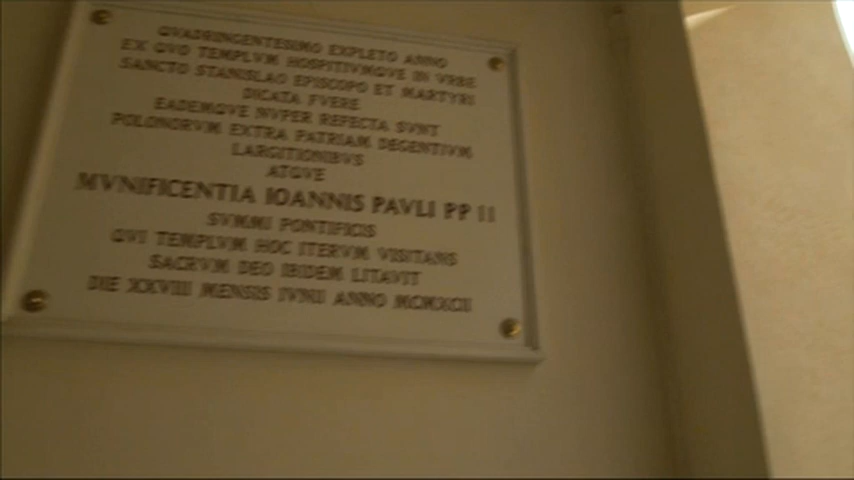 QVADRINGENTESIMO EXPLETO ANNO
EX QVO TEMPLVM HOSPITIVMQVE IN VRBE
SANCTO STANISLAO EPISCOPO ET MARTYRI
DICATA FVERE
EADEMQVE NVPER REFECTA SVNT
POLONORVM EXTRA PATRIAM DEGENTIVM
LARGITIONIBVS
ATQVE
MVNIFICENTIA IOANNIS PAVLI PP II
SVMMI PONTIFICIS
QVI TEMPLVM HOC ITERVM VISITANS
SACRVM DEO IBIDEM LITAVIT
DIE XXVIII MENSIS IVNII ANNO MCMXCII